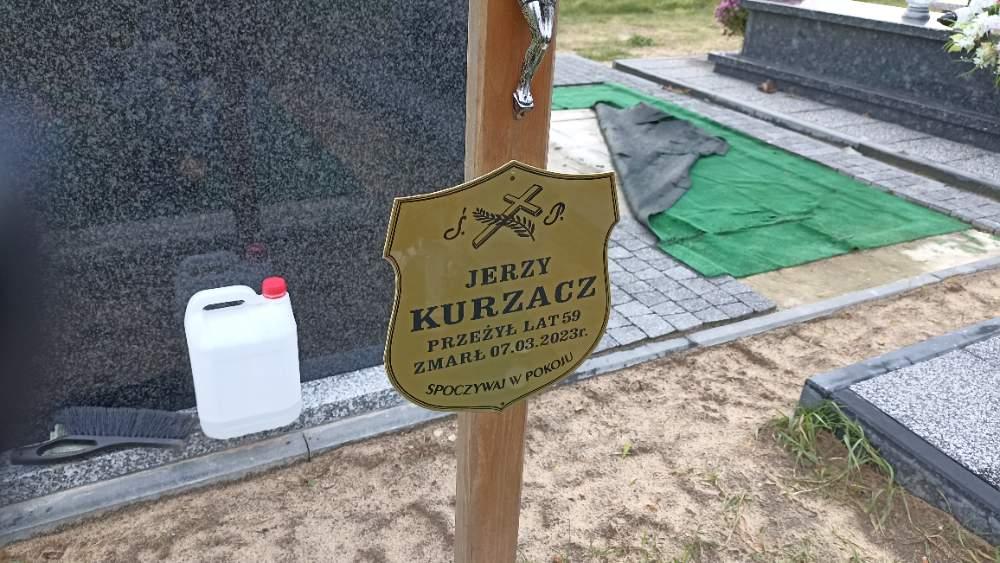 Ś. P.
JERZY
KURZACZ
PRZEŻYŁ LAT 59
ZMARŁ 07.03.2023r.
SPOCZYWAJ W POKOJU